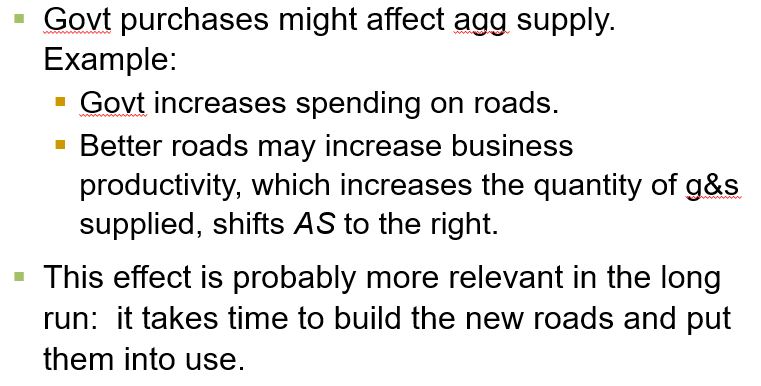 Govt purchases might affect agg supply.
Example:
Govt increases spending on roads.
Better roads may increase business
productivity, which increases the quantity of g&s
supplied, shifts AS to the right.
This effect is probably more relevant in the long
run:  it takes time to build the new roads and put
them into use.